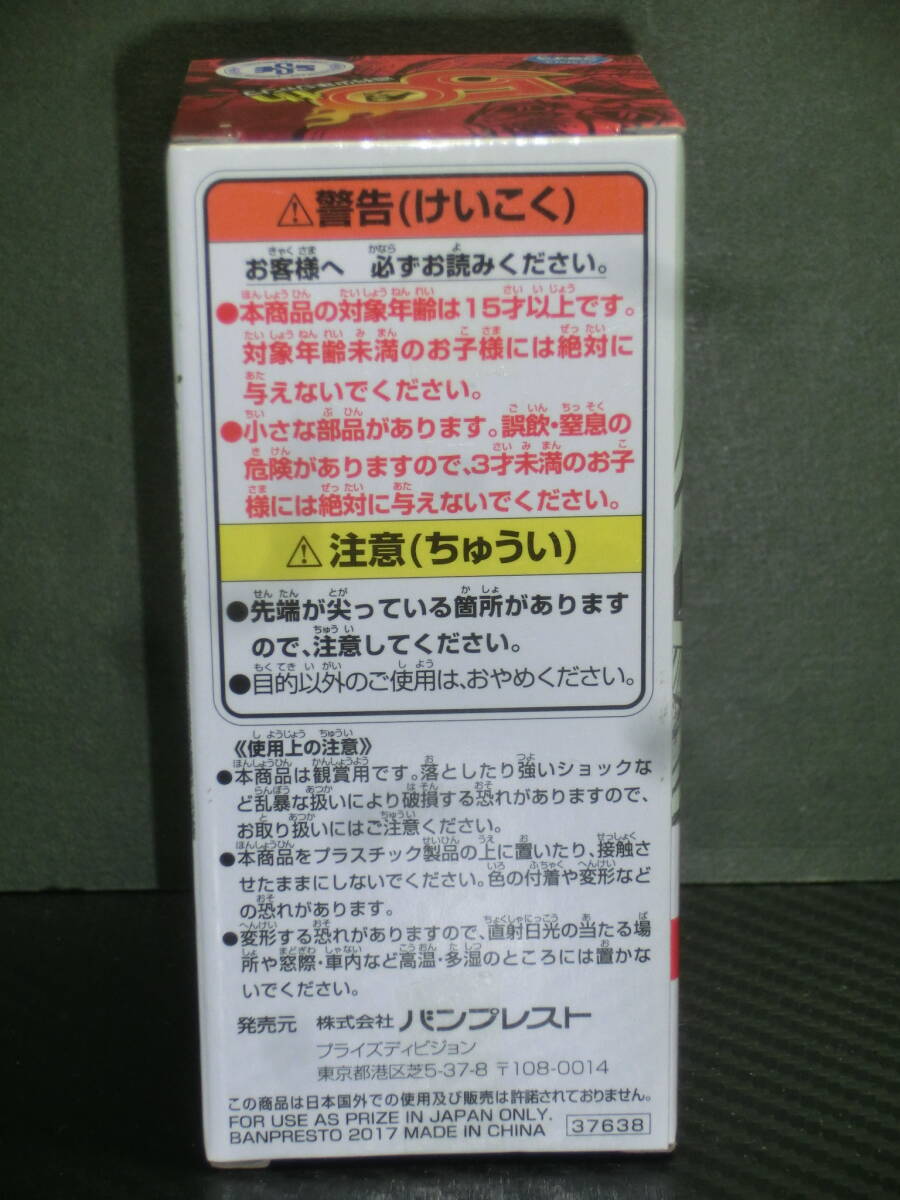 ⚠警告(けいこく)
お客様へ 必ずお読みください。
●本商品の対象年齢は15才以上です。
対象年齢未満のお子様には絶対に
与えないでください。
●小さな部品があります。誤飲・窒息の
危険がありますので、3才未満のお子
様には絶対に与えないでください。
⚠注意(ちゅうい)
●先端が尖っている箇所があります
ので、注意してください。
●目的以外のご使用は、おやめください。
《使用上の注意》
●本商品は観賞用です。落としたり強いショックな
ど乱暴な扱いにより破損する恐れがありますので、
お取り扱いにはご注意ください。
●本商品をプラスチック製品の上に置いたり、接触さ
せたままにしないでください。色の付着や変形など
の恐れがあります。
●変形する恐れがありますので、直射日光の当たる場
所や窓際・車内など高温・多湿のところには置かな
いでください。
発売元 株式会社 バンプレスト
プライズディビジョン
東京都港区芝5-37-8 〒108-0014
この商品は日本国外での使用及び販売は許諾されておりません。
FOR USE AS PRIZE IN JAPAN ONLY.
BANPRESTO 2017 MADE IN CHINA 37638